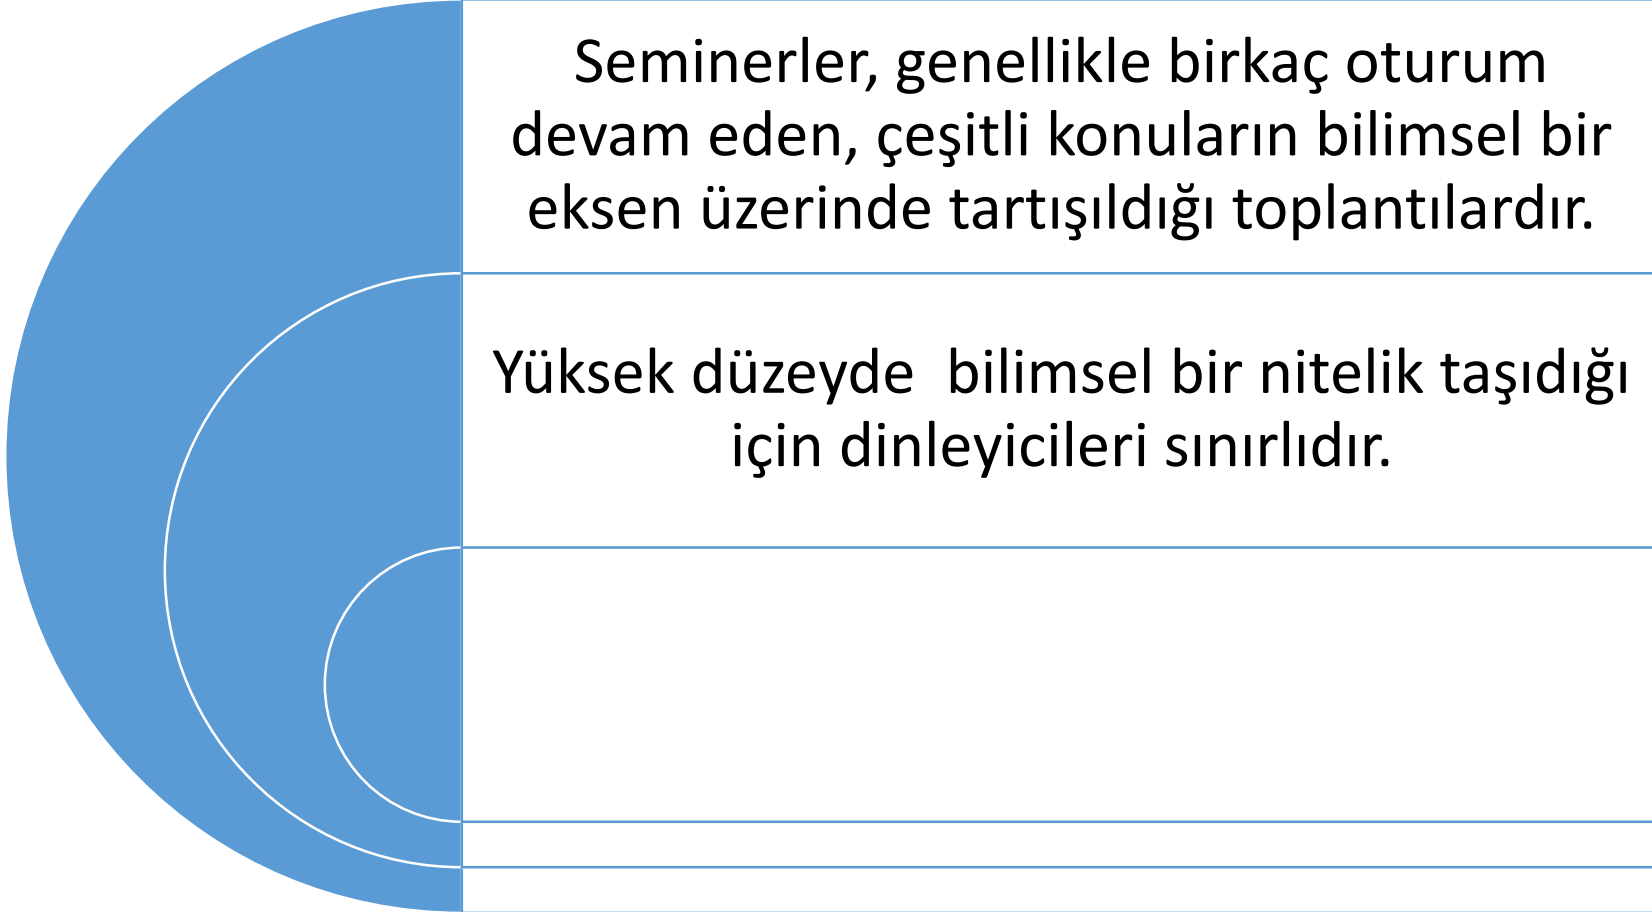 Seminerler, genellikle birkaç oturum
devam eden, çeşitli konuların bilimsel bir
eksen üzerinde tartışıldığı toplantılardır.
Yüksek düzeyde  bilimsel bir nitelik taşıdığı
için dinleyicileri sınırlıdır.